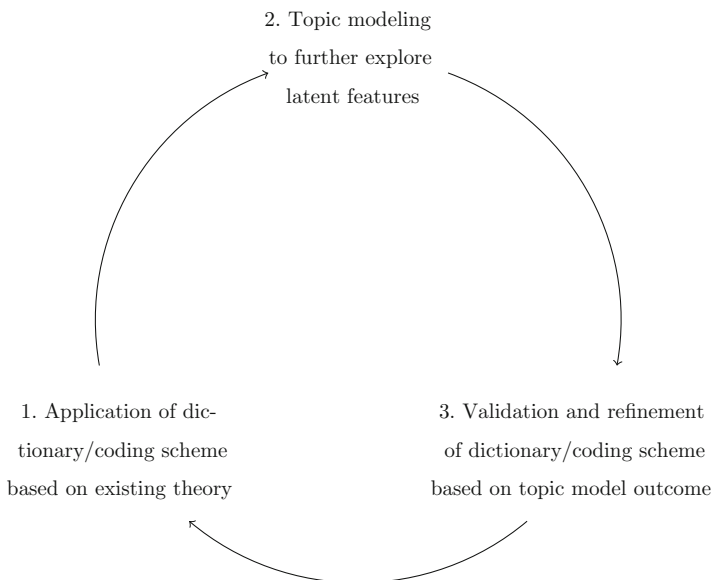 2. Topic modeling
to further explore
latent features
1. Application of dic-
tionary/coding scheme
based on existing theory
3. Validation and refinement
of dictionary/coding scheme
based on topic model outcome